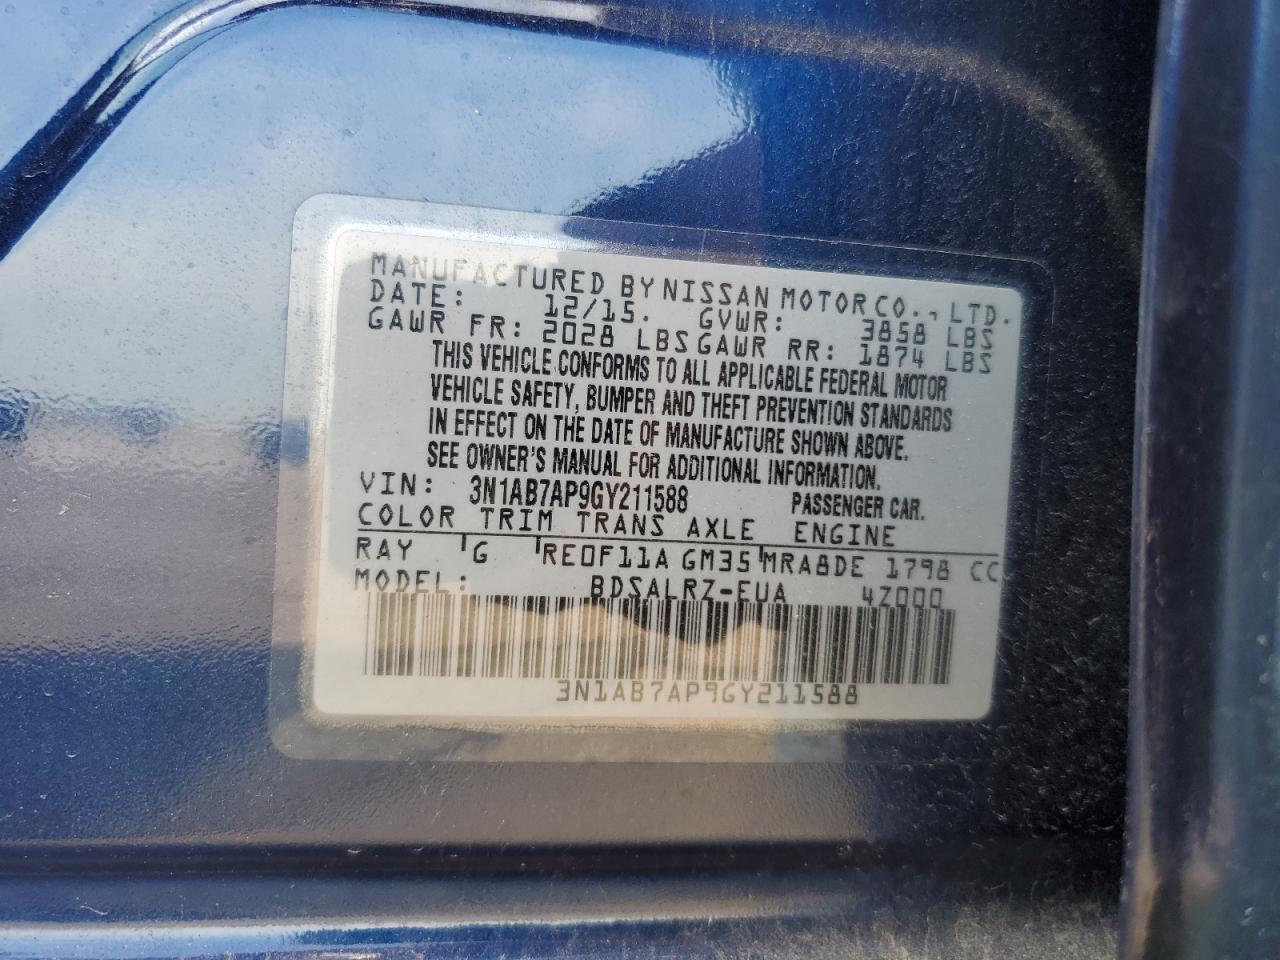 MANUFACTURED BY NISSAN MOTOR CO., LTD.
DATE: 12/15. GVWR: 3858 LBS
GAWR FR: 2028 LBS GAWR RR: 1874 LBS
THIS VEHICLE CONFORMS TO ALL APPLICABLE FEDERAL MOTOR
VEHICLE SAFETY, BUMPER AND THEFT PREVENTION STANDARDS
IN EFFECT ON THE DATE OF MANUFACTURE SHOWN ABOVE.
SEE OWNER'S MANUAL FOR ADDITIONAL INFORMATION.
VIN: 3N1AB7AP9GY211588 PASSENGER CAR.
COLOR TRIM TRANS AXLE ENGINE
RAY G RE0F11A GM35 MRA8DE 1798 CC
MODEL: BDSALRZ-EUA 4Z000
3N1AB7AP9GY211588